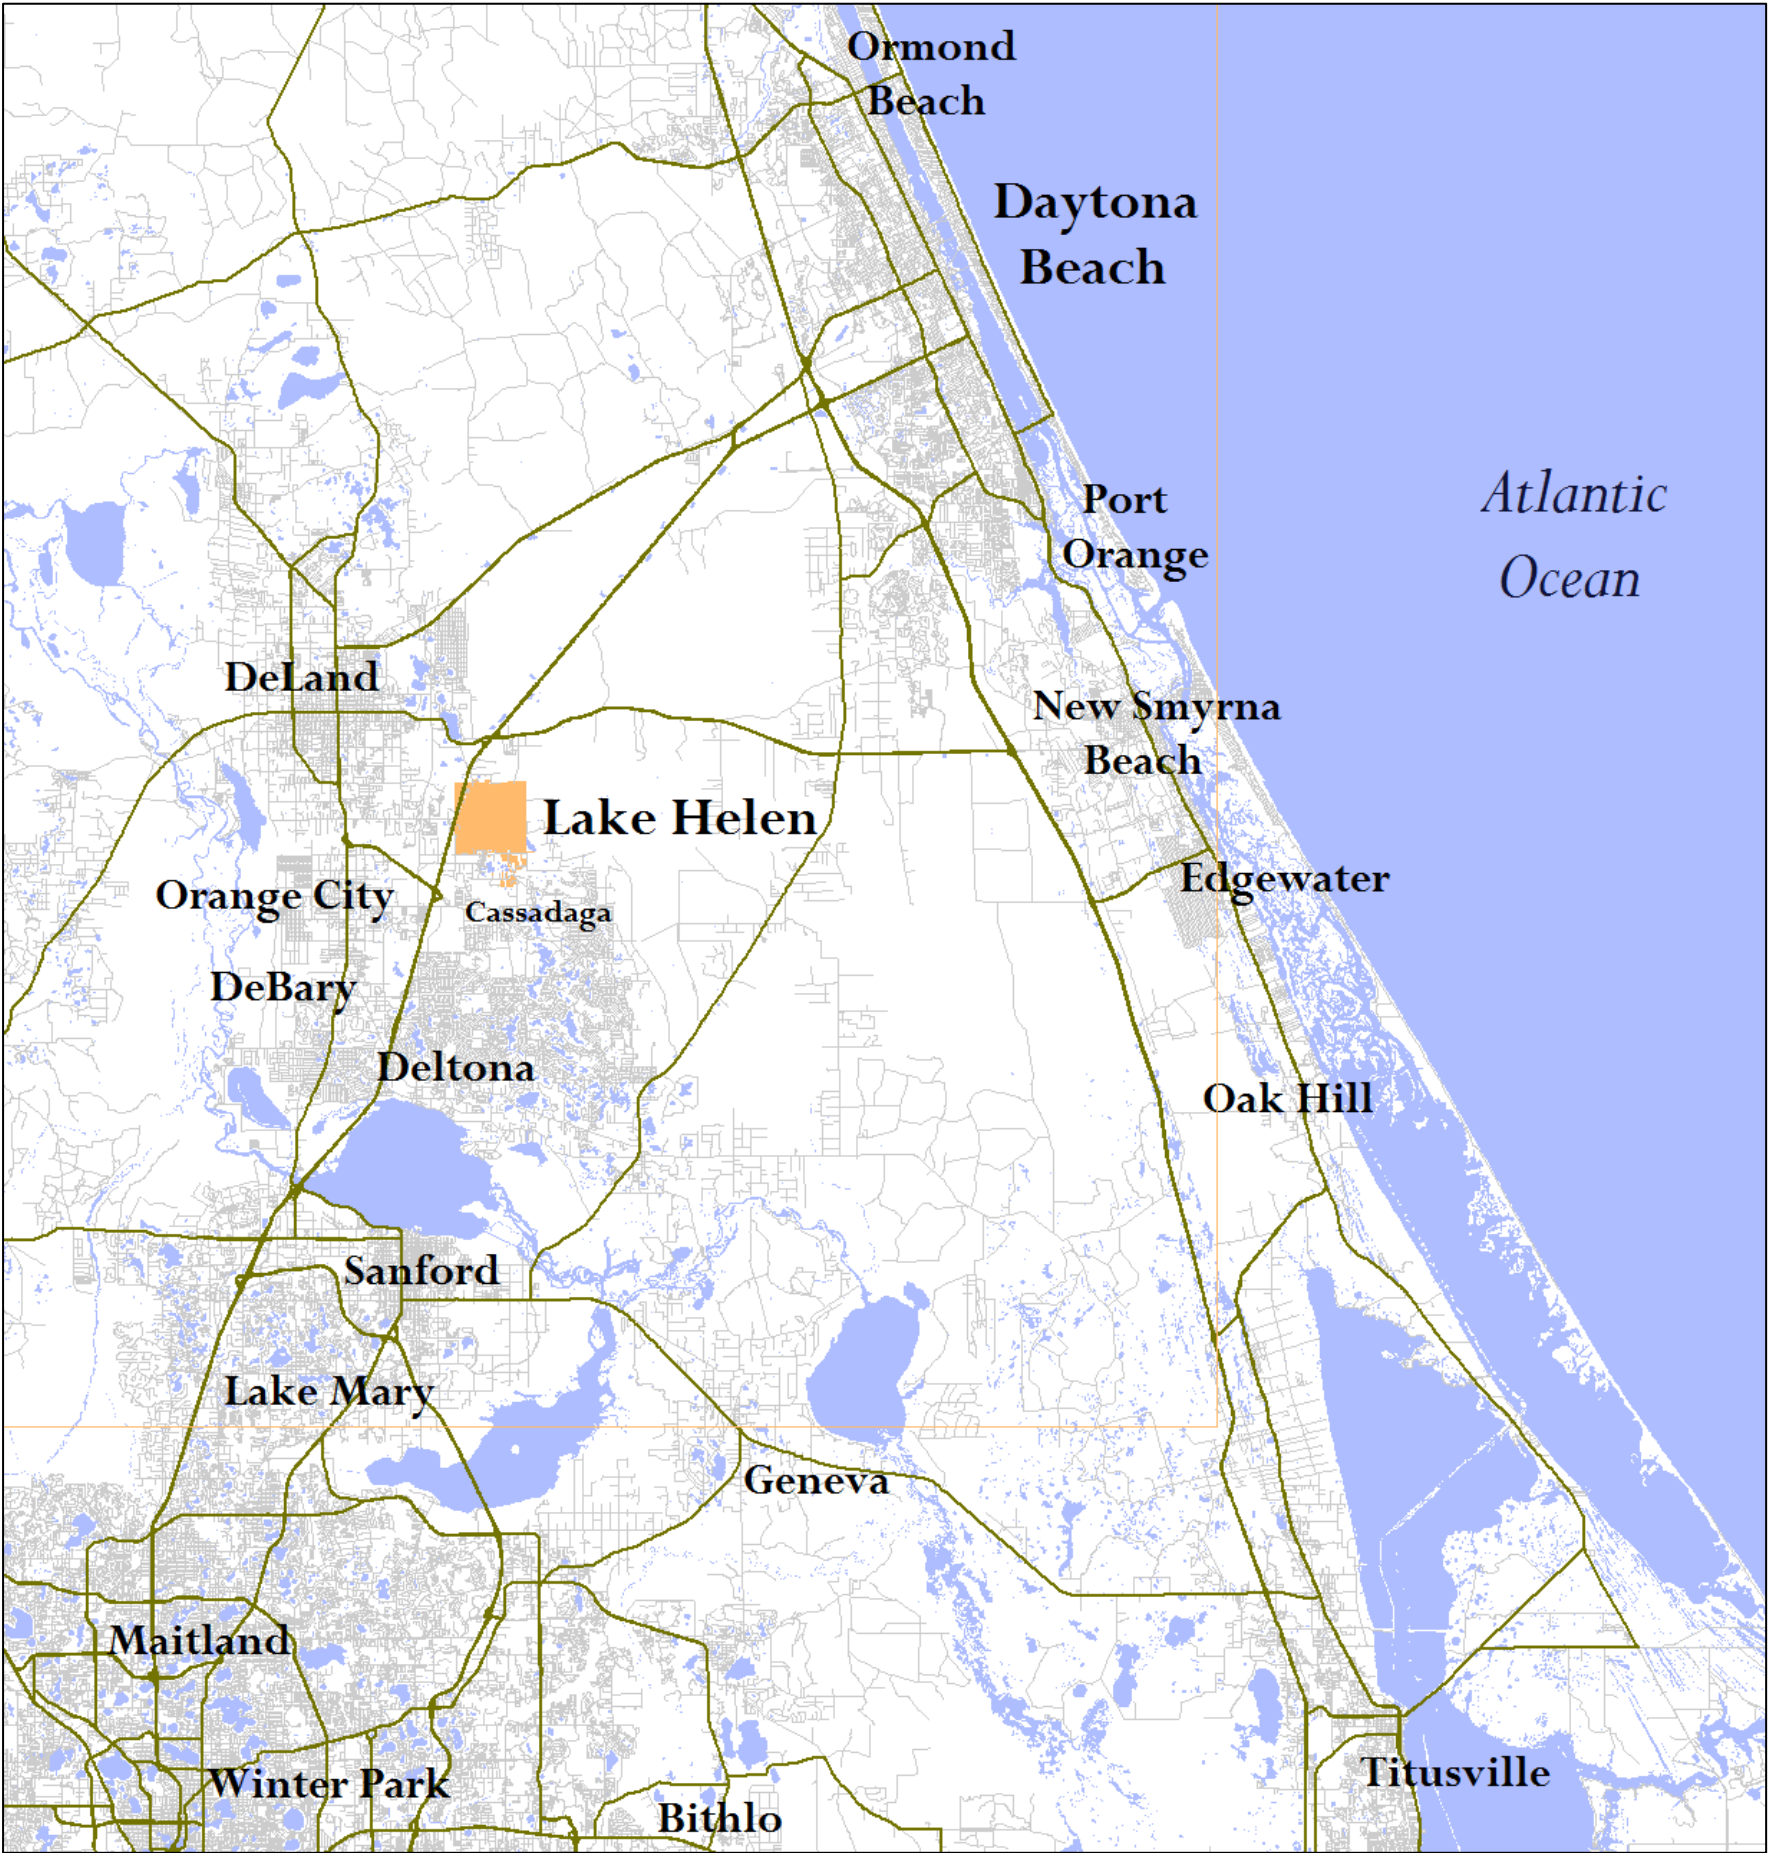 Ormond
Beach
Daytona
Beach
Atlantic
Ocean
Port
Orange
DeLand
New Smyrna
Beach
Lake Helen
Edgewater
Orange City
Cassadaga
DeBary
Deltona
Oak Hill
Sanford
Lake Mary
Geneva
Maitland
Titusville
Winter Park
Bithlo